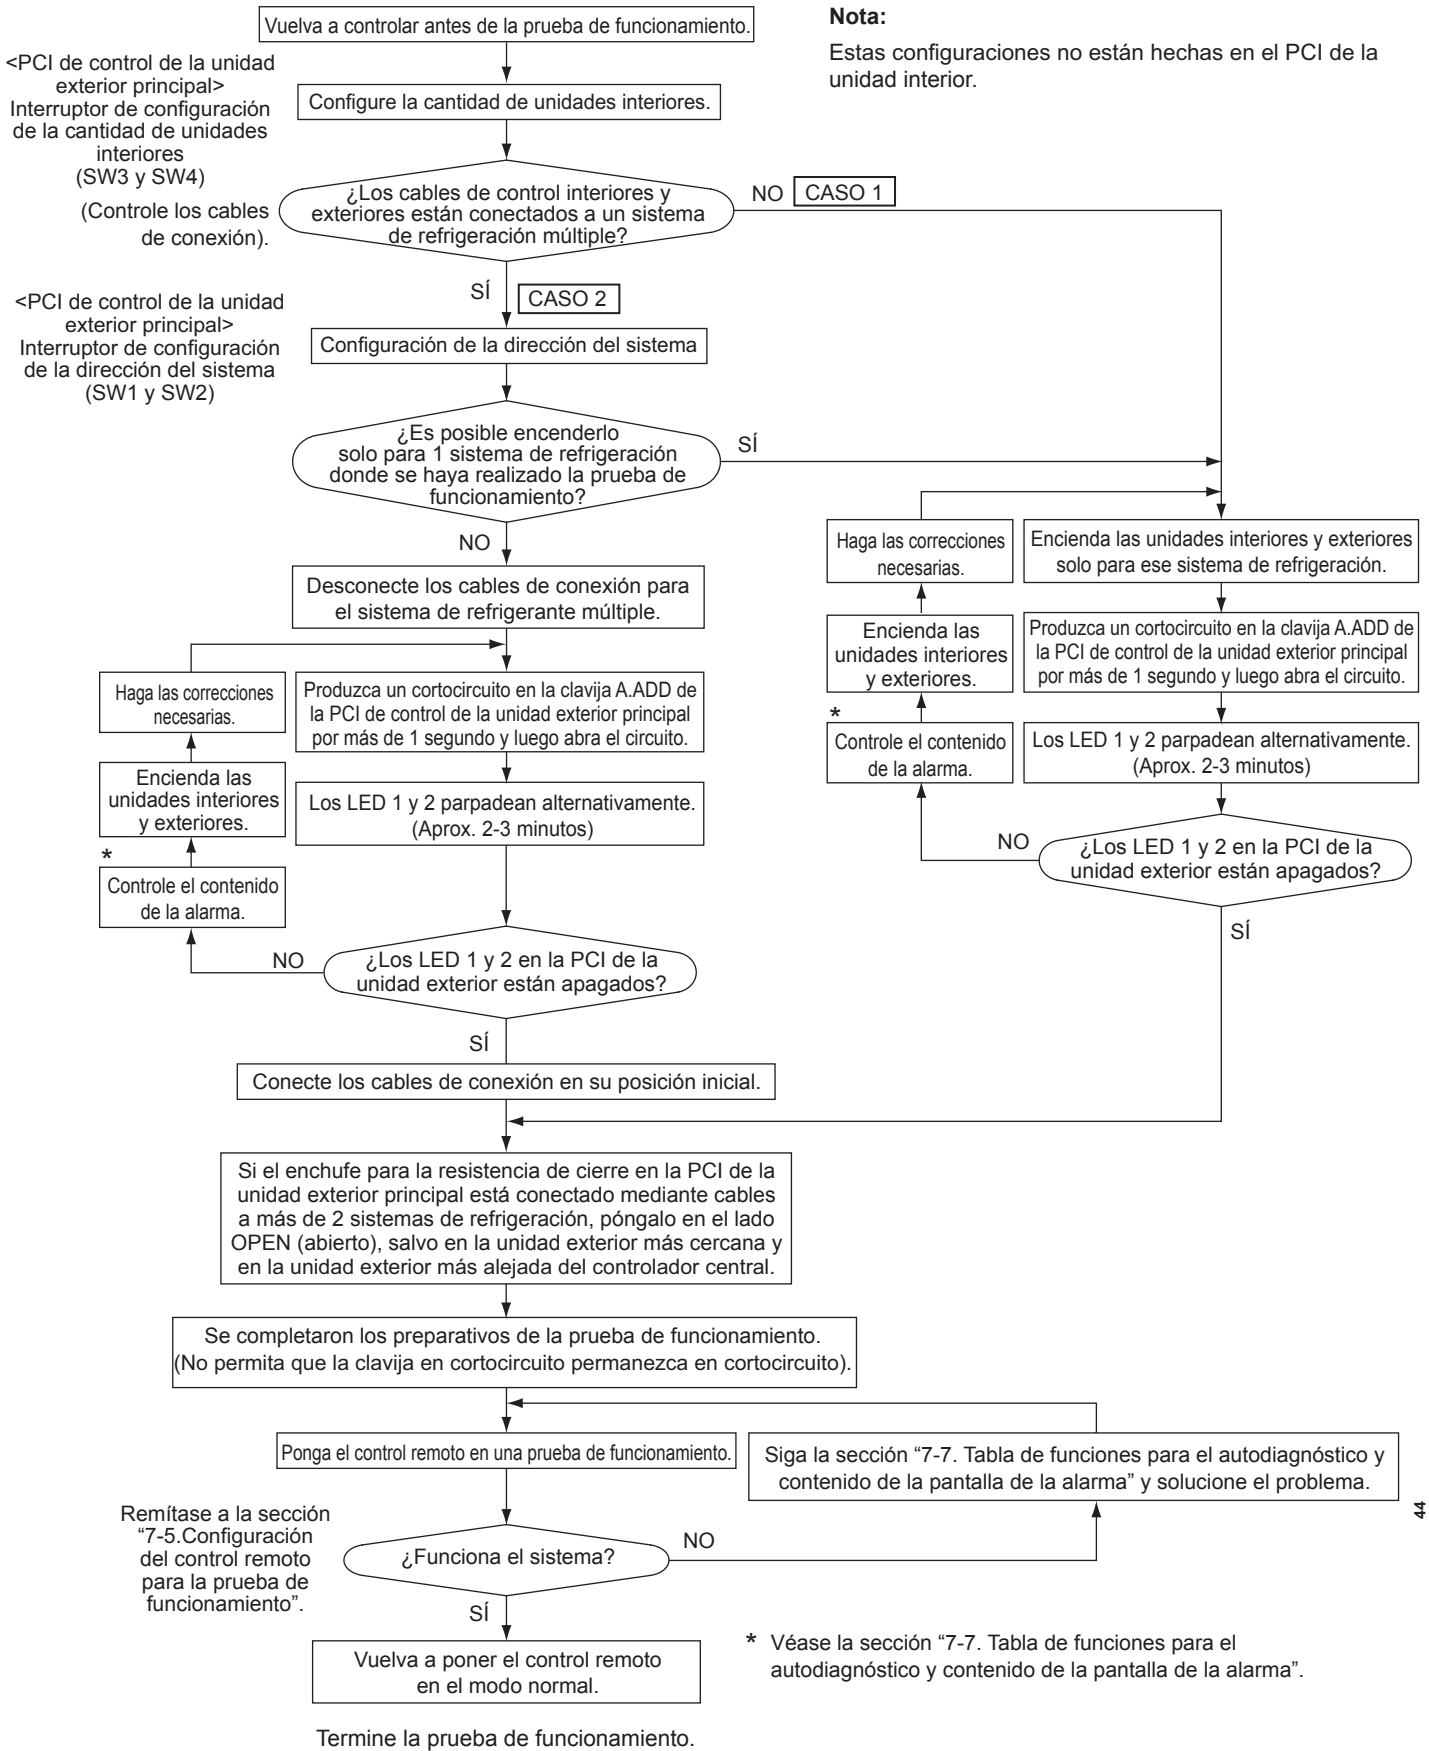 Vuelva a controlar antes de la prueba de funcionamiento.
Nota:
Estas configuraciones no están hechas en el PCI de la
unidad interior.
<PCI de control de la unidad
exterior principal>
Interruptor de configuración
de la cantidad de unidades
interiores
(SW3 y SW4)
Configure la cantidad de unidades interiores.
(Controle los cables
de conexión).
¿Los cables de control interiores y
exteriores están conectados a un sistema
de refrigeración múltiple?
NO
CASO 1
SÍ
CASO 2
<PCI de control de la unidad
exterior principal>
Interruptor de configuración
de la dirección del sistema
(SW1 y SW2)
Configuración de la dirección del sistema
¿Es posible encenderlo
solo para 1 sistema de refrigeración
donde se haya realizado la prueba de
funcionamiento?
SÍ
NO
Desconecte los cables de conexión para
el sistema de refrigerante múltiple.
Haga las correcciones
necesarias.
Produzca un cortocircuito en la clavija A.ADD de
la PCI de control de la unidad exterior principal
por más de 1 segundo y luego abra el circuito.
Encienda las
unidades interiores
y exteriores.
Los LED 1 y 2 parpadean alternativamente.
(Aprox. 2-3 minutos)
*
Controle el contenido
de la alarma.
NO
¿Los LED 1 y 2 en la PCI de la
unidad exterior están apagados?
SÍ
Conecte los cables de conexión en su posición inicial.
Haga las correcciones
necesarias.
Encienda las unidades interiores y exteriores
solo para ese sistema de refrigeración.
Encienda las
unidades interiores
y exteriores.
Produzca un cortocircuito en la clavija A.ADD de
la PCI de control de la unidad exterior principal
por más de 1 segundo y luego abra el circuito.
*
Controle el contenido
de la alarma.
Los LED 1 y 2 parpadean alternativamente.
(Aprox. 2-3 minutos)
NO
¿Los LED 1 y 2 en la PCI de la
unidad exterior están apagados?
SÍ
Si el enchufe para la resistencia de cierre en la PCI de la
unidad exterior principal está conectado mediante cables
a más de 2 sistemas de refrigeración, póngalo en el lado
OPEN (abierto), salvo en la unidad exterior más cercana y
en la unidad exterior más alejada del controlador central.
Se completaron los preparativos de la prueba de funcionamiento.
(No permita que la clavija en cortocircuito permanezca en cortocircuito).
Ponga el control remoto en una prueba de funcionamiento.
Siga la sección “7-7. Tabla de funciones para el autodiagnóstico y
contenido de la pantalla de la alarma” y solucione el problema.
Remítase a la sección
“7-5.Configuración
del control remoto
para la prueba de
funcionamiento”.
¿Funciona el sistema?
NO
SÍ
Vuelva a poner el control remoto
en el modo normal.
* Véase la sección “7-7. Tabla de funciones para el
autodiagnóstico y contenido de la pantalla de la alarma”.
Termine la prueba de funcionamiento.
44